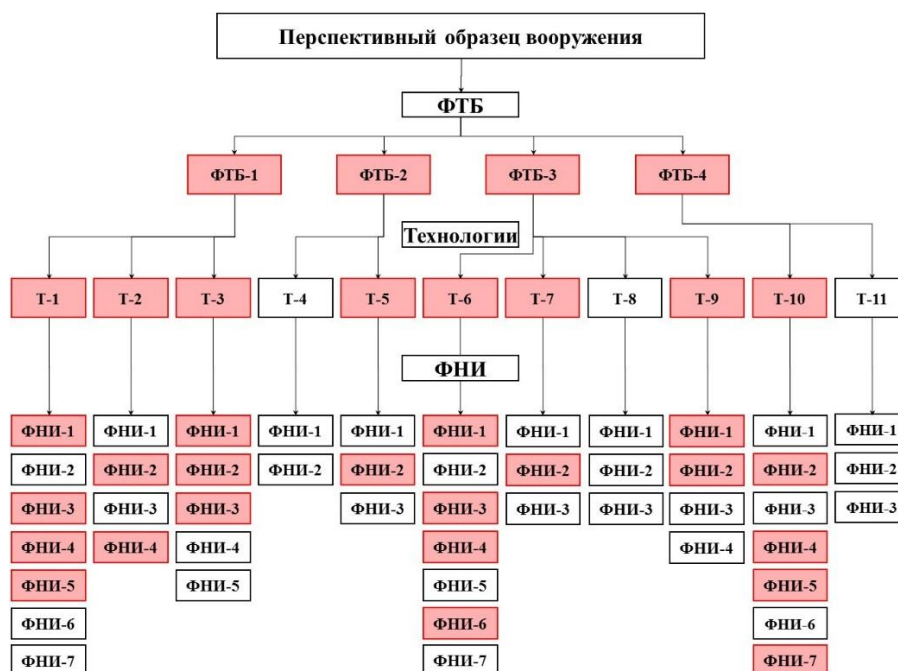 Перспективный образец вооружения
ФТБ
ФТБ-1 ФТБ-2 ФТБ-3 ФТБ-4
Технологии
Т-1 Т-2 Т-3 Т-4 Т-5 Т-6 Т-7 Т-8 Т-9 Т-10 Т-11
ФНИ
ФНИ-1 ФНИ-1 ФНИ-1 ФНИ-1 ФНИ-1 ФНИ-1 ФНИ-1 ФНИ-1 ФНИ-1 ФНИ-1 ФНИ-1
ФНИ-2 ФНИ-2 ФНИ-2 ФНИ-2 ФНИ-2 ФНИ-2 ФНИ-2 ФНИ-2 ФНИ-2 ФНИ-2 ФНИ-2
ФНИ-3 ФНИ-3 ФНИ-3 ФНИ-3 ФНИ-3 ФНИ-3 ФНИ-3 ФНИ-3 ФНИ-3 ФНИ-3
ФНИ-4 ФНИ-4 ФНИ-4 ФНИ-4 ФНИ-4 ФНИ-4
ФНИ-5 ФНИ-5 ФНИ-5 ФНИ-5
ФНИ-6 ФНИ-6 ФНИ-6
ФНИ-7 ФНИ-7 ФНИ-7